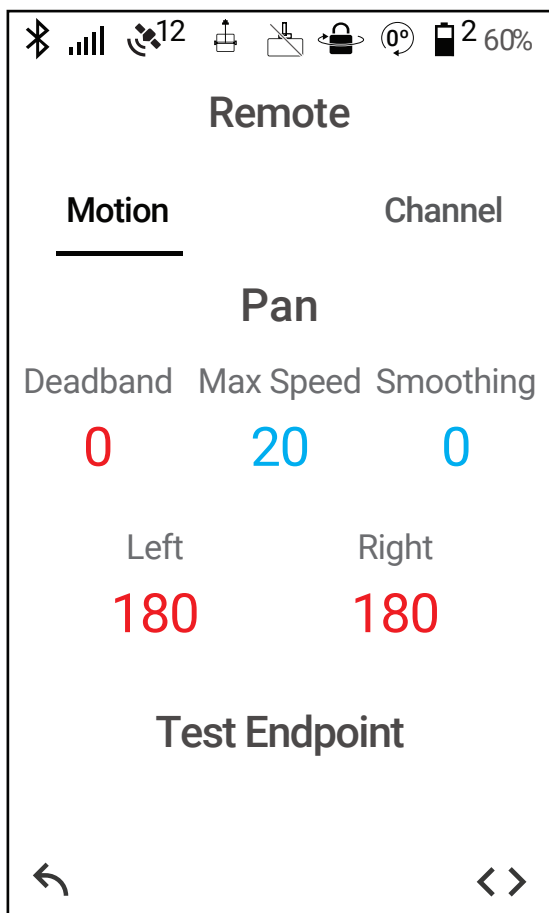 12 0° 2 60%
Remote
Motion Channel
Pan
Deadband Max Speed Smoothing
0 20 0
Left Right
180 180
Test Endpoint